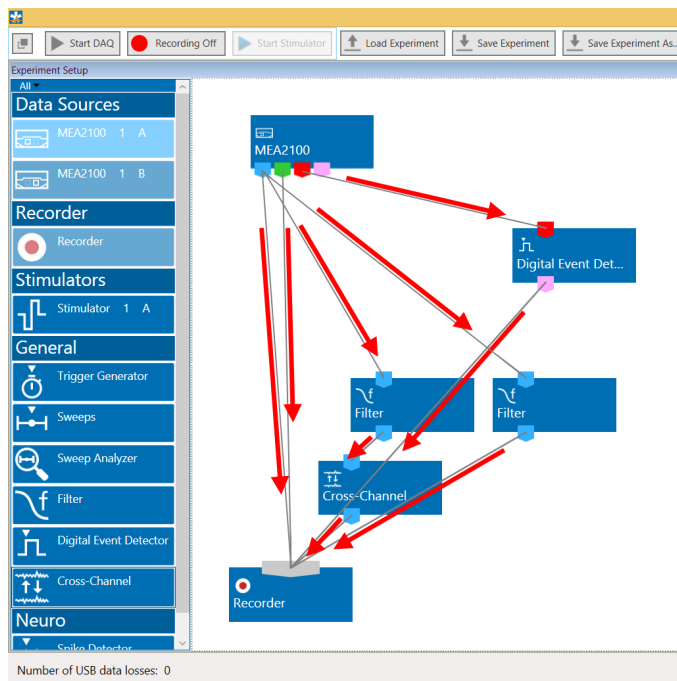 Start DAQ
Recording Off
Start Stimulator
Load Experiment
Save Experiment
Save Experiment As..
Experiment Setup
All
Data Sources
MEA2100 1 A
MEA2100 1 B
Recorder
Recorder
Stimulators
Stimulator 1 A
General
Trigger Generator
Sweeps
Sweep Analyzer
Filter
Digital Event Detector
Cross-Channel
Neuro
Spike Detector
MEA2100
Digital Event Det...
Filter
Filter
Cross-Channel
Recorder
Number of USB data losses: 0